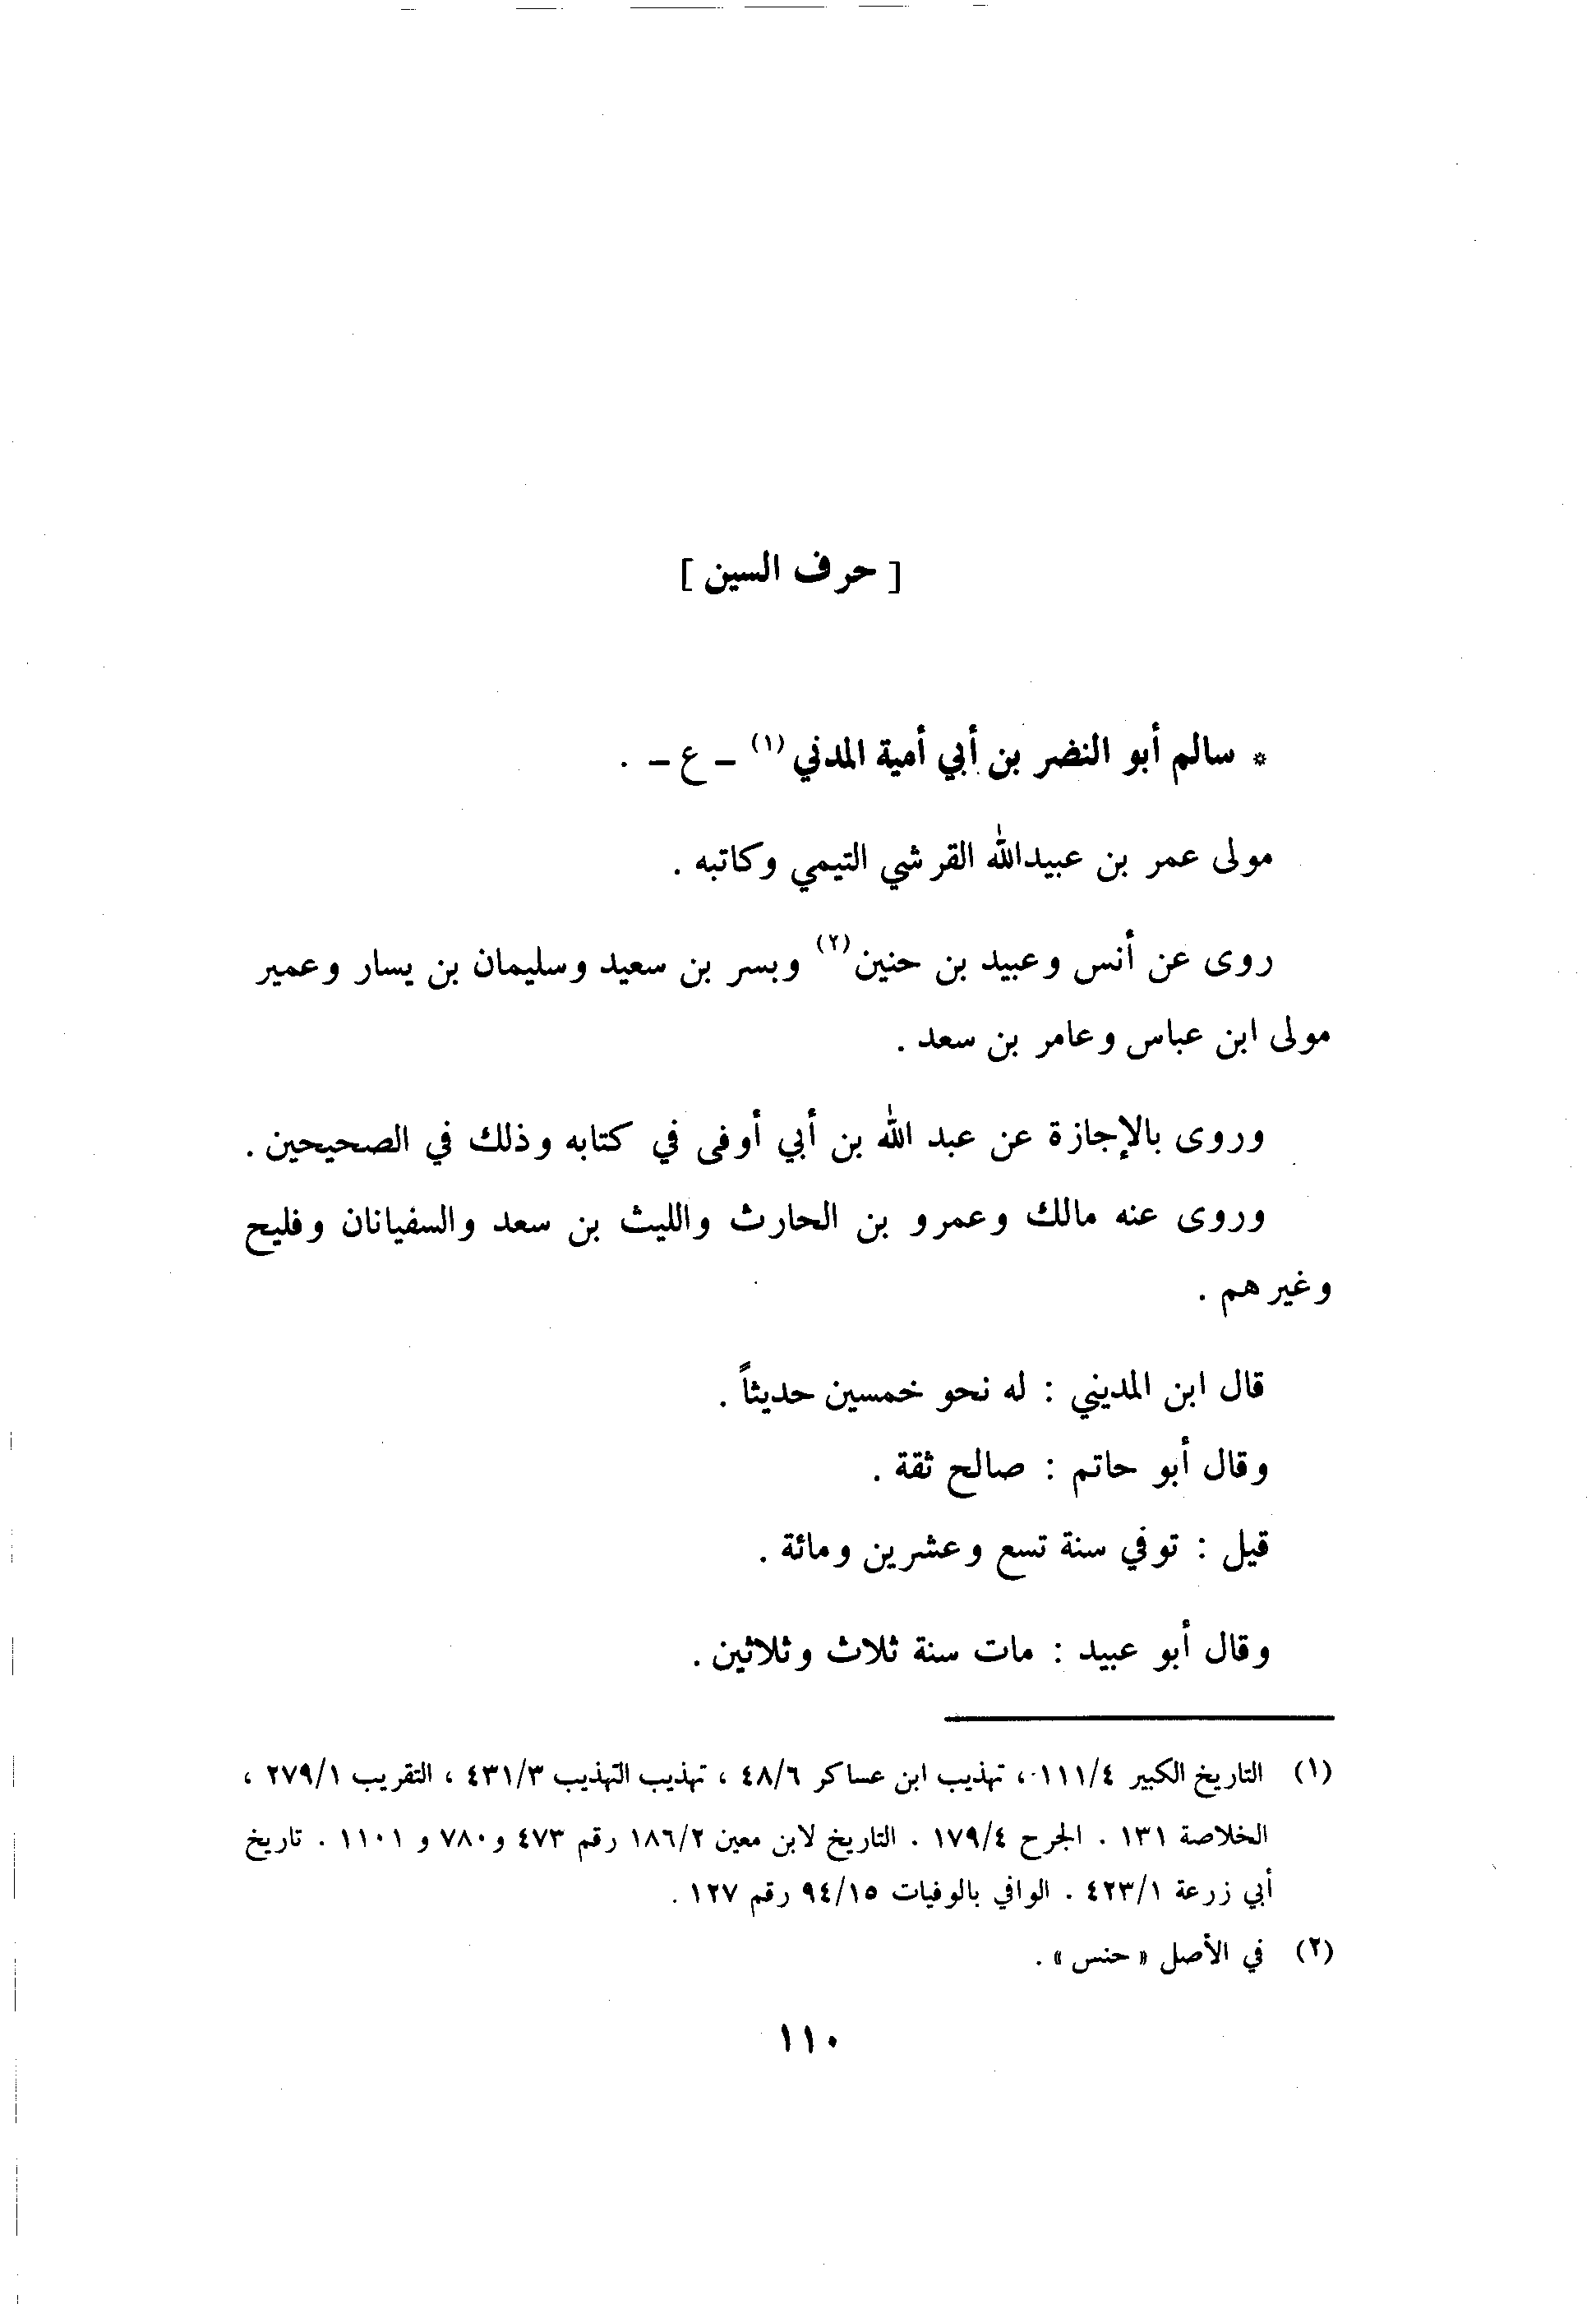 [ حرف السين ]
* سالم أبو النضر بن أبي أمية المدني (١) – ع – .
مولى عمر بن عبيدالله القرشي التيمي وكاتبه .
روى عن أنس وعبيد بن حنين (٢) وبسر بن سعيد وسليمان بن يسار وعمير
مولى ابن عباس وعامر بن سعد .
وروى بالإجازة عن عبد الله بن أبي أوفى في كتابه وذلك في الصحيحين .
وروى عنه مالك وعمرو بن الحارث والليث بن سعد والسفيانان وفليح
وغيرهم .
قال ابن المديني : له نحو خمسين حديثاً .
وقال أبو حاتم : صالح ثقة .
قيل : توفي سنة تسع وعشرين ومائة .
وقال أبو عبيد : مات سنة ثلاث وثلاثين .
(١) التاريخ الكبير ١١١/٤ ، تهذيب ابن عساكر ٤٨/٦ ، تهذيب التهذيب ٤٣١/٣ ، التقريب ٢٧٩/١ ،
الخلاصة ١٣١ . الجرح ١٧٩/٤ . التاريخ لابن معين ١٨٦/٢ رقم ٤٧٣ و٧٨٠ و ١١٠١ . تاريخ
أبي زرعة ٤٢٣/١ . الوافي بالوفيات ٩٤/١٥ رقم ١٢٧ .
(٢) في الأصل « حنس » .
١١٠